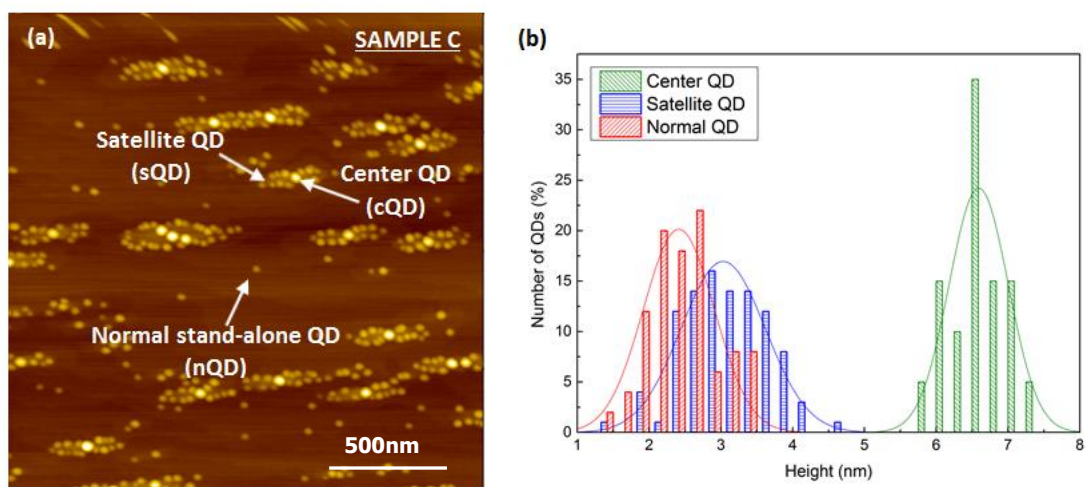 (a)
SAMPLE C
Satellite QD
(sQD)
Center QD
(cQD)
Normal stand-alone QD
(nQD)
500nm
(b)
Center QD
Satellite QD
Normal QD
Number of QDs (%)
35
30
25
20
15
10
5
0
1 2 3 4 5 6 7 8
Height (nm)